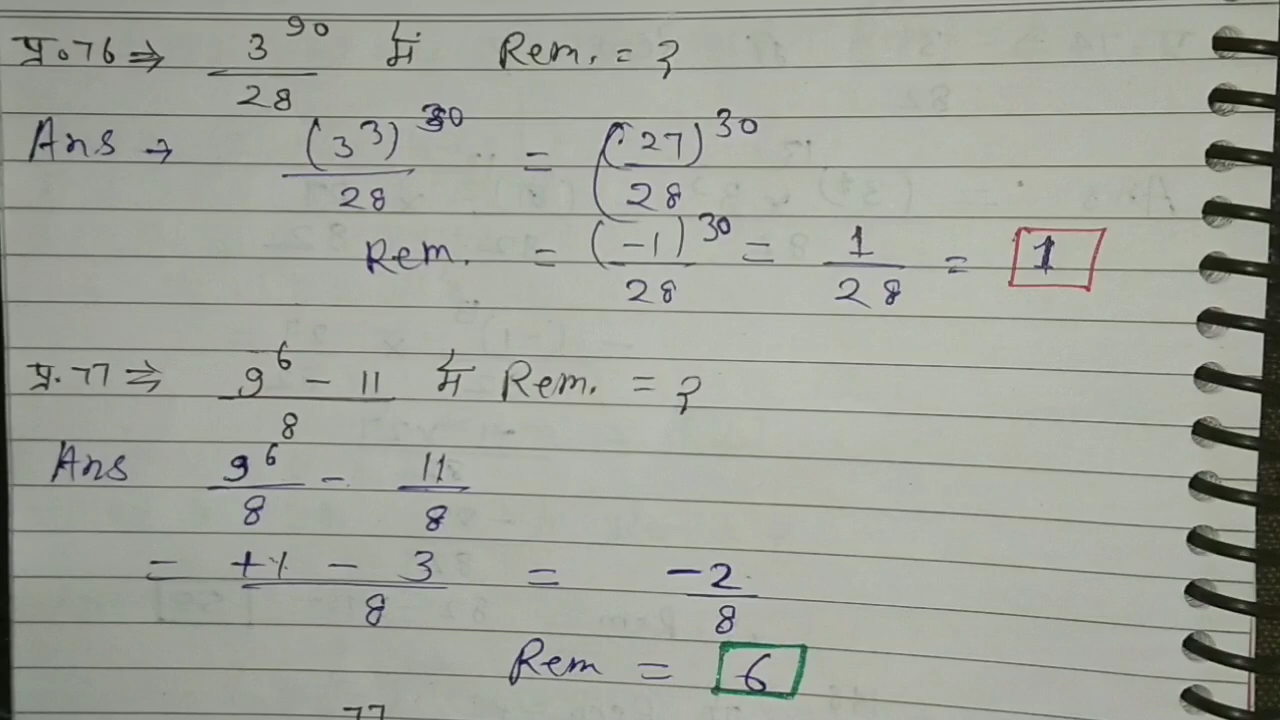 प्र०76 ⇒ 3^90/28 में Rem. = ?
Ans → (3^3)^30/28 = (27)^30/28
Rem. = (-1)^30/28 = 1/28 = 1
प्र.77 ⇒ 9^6 - 11/8 में Rem. = ?
Ans 9^6/8 - 11/8
= +1 - 3/8 = -2/8
Rem = 6
77